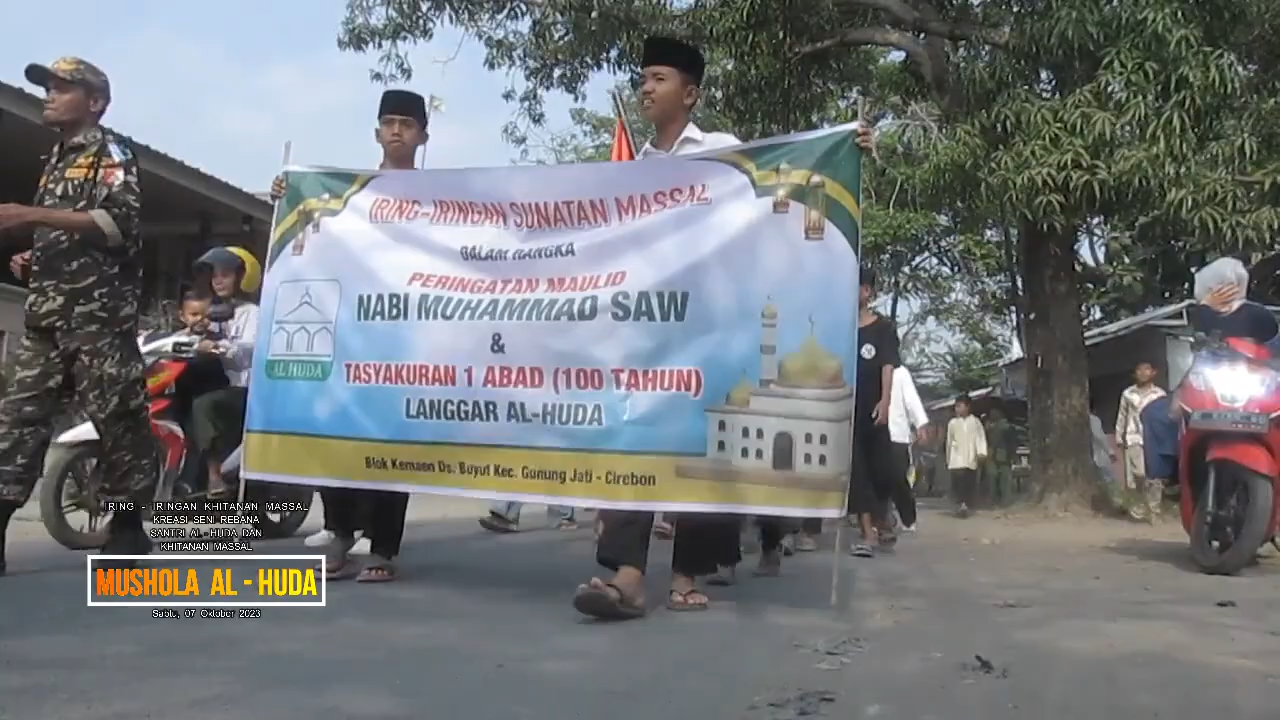 IRING-IRINGAN SUNATAN MASSAL
DALAM RANGKA
PERINGATAN MAULID
NABI MUHAMMAD SAW
&
TASYAKURAN 1 ABAD (100 TAHUN)
LANGGAR AL-HUDA
AL HUDA
Blok Kemaen Ds. Buyut Kec. Gunung Jati - Cirebon
IRING - IRINGAN KHITANAN MASSAL
KREASI SENI REBANA
SANTRI AL - HUDA DAN
KHITANAN MASSAL
MUSHOLA AL - HUDA
Sabtu, 07 Oktober 2023